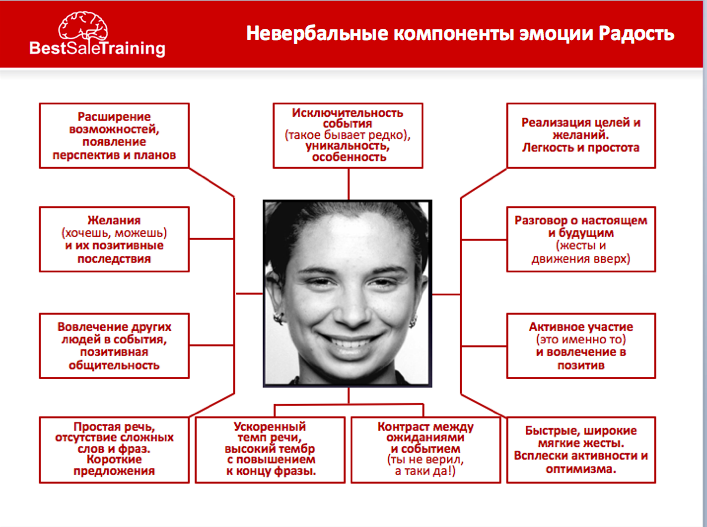 BestSaleTraining
Невербальные компоненты эмоции Радость
Расширение
возможностей,
появление
перспектив и планов
Исключительность
события
(такое бывает редко),
уникальность,
особенность
Реализация целей и
желаний.
Легкость и простота
Желания
(хочешь, можешь)
и их позитивные
последствия
Разговор о настоящем
и будущим
(жесты и
движения вверх)
Вовлечение других
людей в события,
позитивная
общительность
Активное участие
(это именно то)
и вовлечение в
позитив
Простая речь,
отсутствие сложных
слов и фраз.
Короткие
предложения
Ускоренный
темп речи,
высокий тембр
с повышением
к концу фразы.
Контраст между
ожиданиями
и событием
(ты не верил,
а таки да!)
Быстрые, широкие
мягкие жесты.
Всплески активности и
оптимизма.